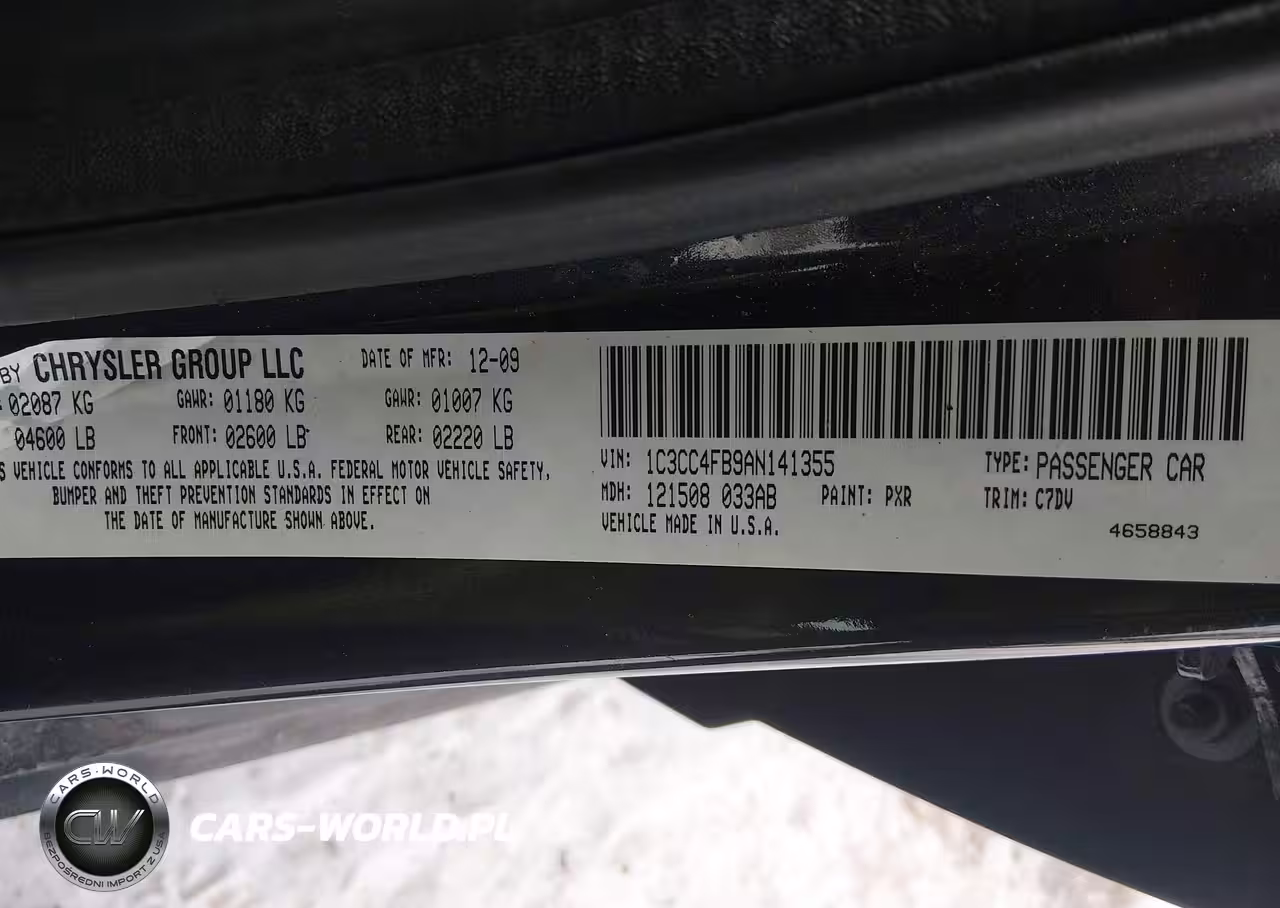 BY CHRYSLER GROUP LLC DATE OF MFR: 12-09
02087 KG GAWR: 01180 KG GAWR: 01007 KG
04600 LB FRONT: 02600 LB REAR: 02220 LB
S VEHICLE CONFORMS TO ALL APPLICABLE U.S.A. FEDERAL MOTOR VEHICLE SAFETY,
BUMPER AND THEFT PREVENTION STANDARDS IN EFFECT ON
THE DATE OF MANUFACTURE SHOWN ABOVE.
VIN: 1C3CC4FB9AN141355 TYPE: PASSENGER CAR
MDH: 121508 033AB PAINT: PXR TRIM: C7DV
VEHICLE MADE IN U.S.A.
4658843
CARS-WORLD
CW
BEZPOŚREDNI IMPORT Z USA
CARS-WORLD.PL